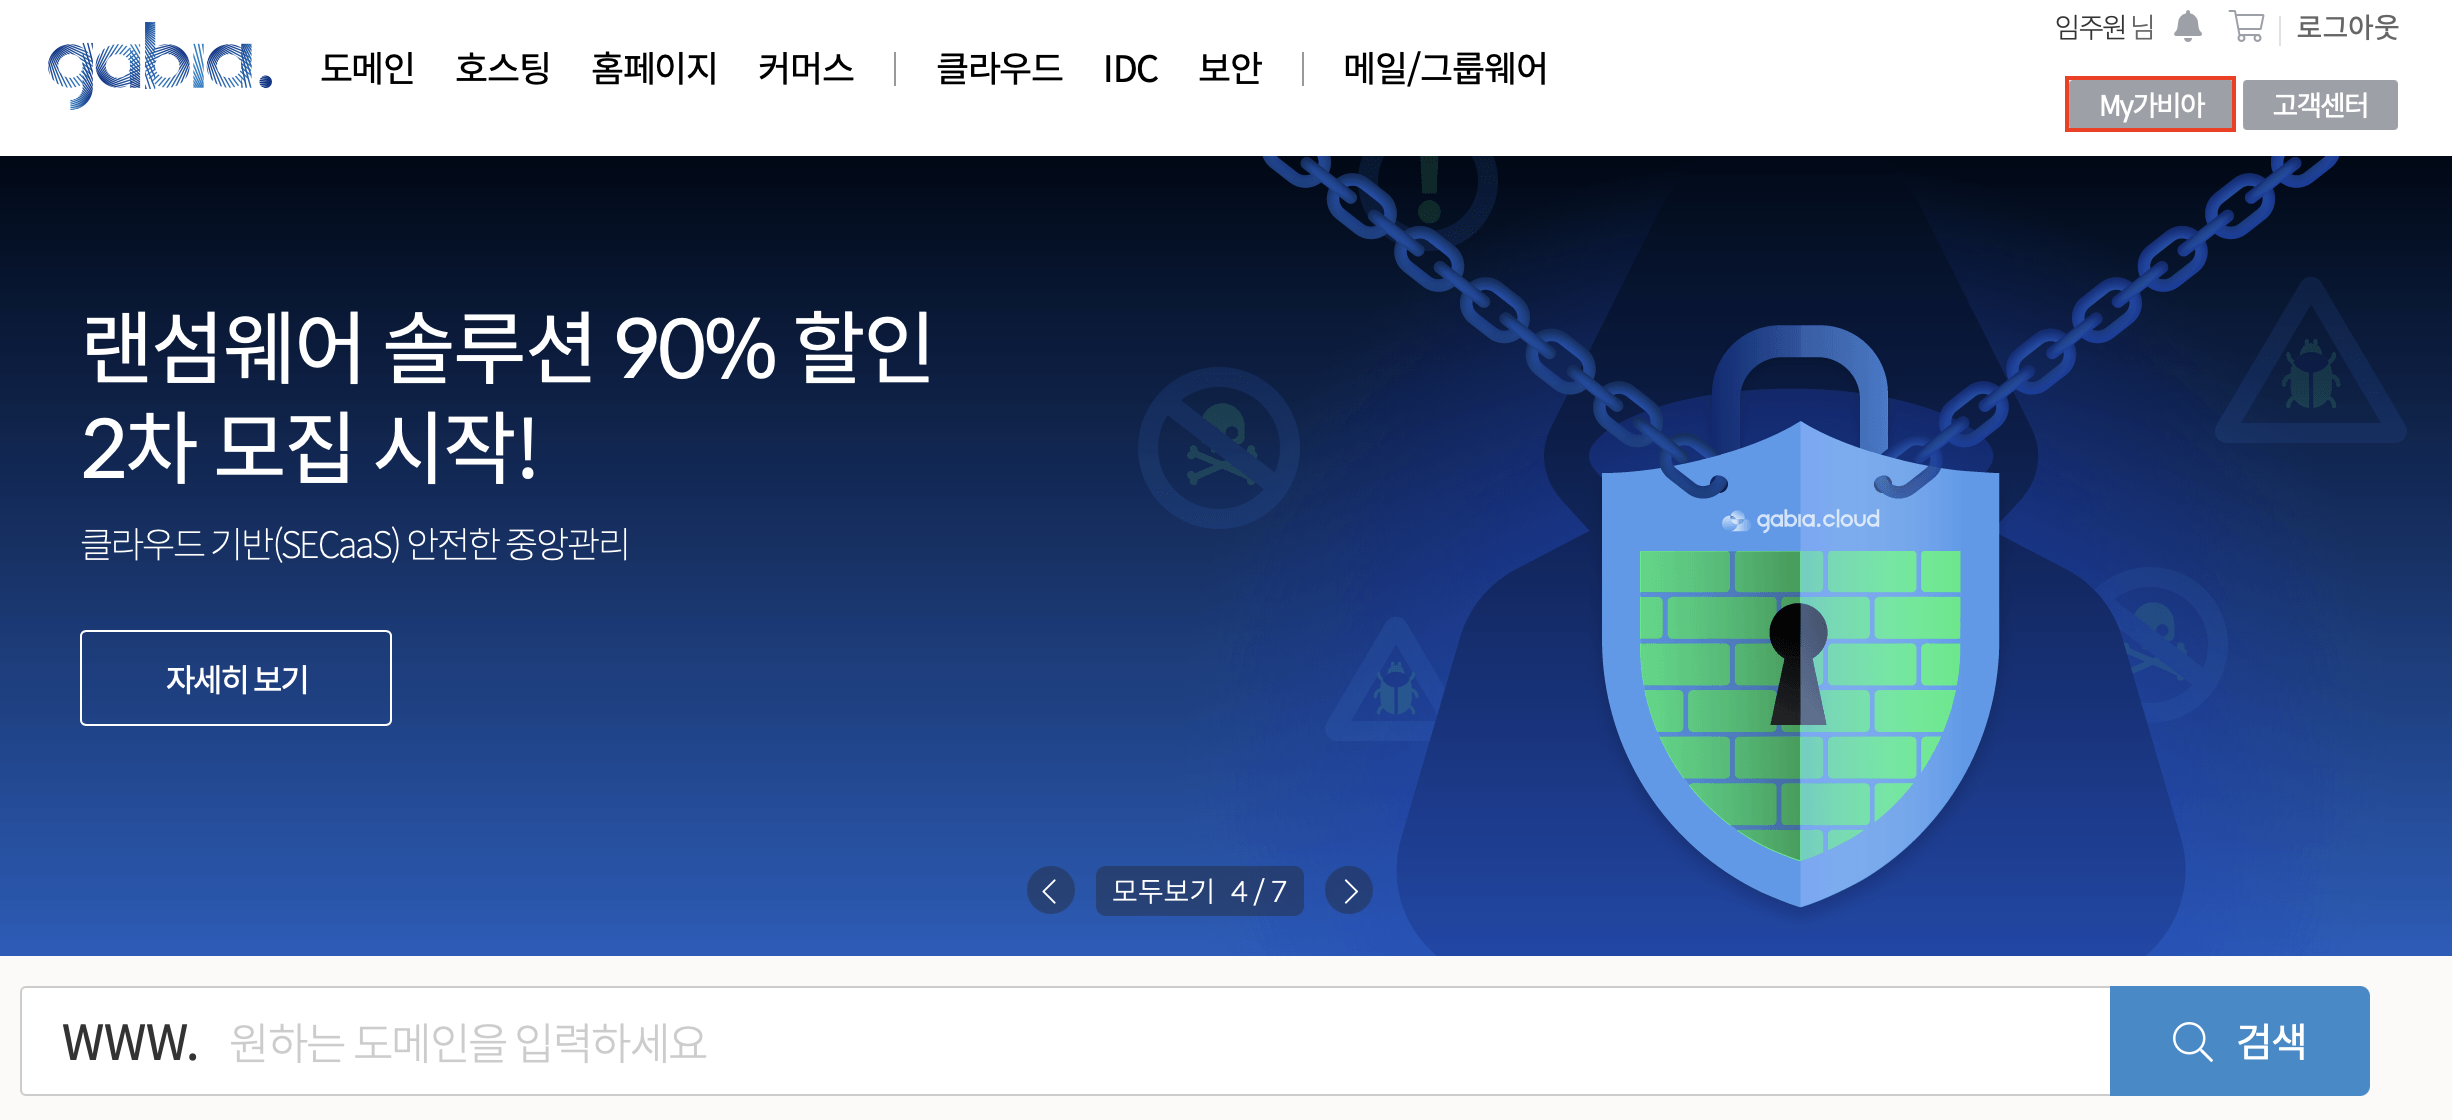 임주원 님 로그아웃
gabia. 도메인 호스팅 홈페이지 커머스 | 클라우드 IDC 보안 | 메일/그룹웨어
My가비아 고객센터
랜섬웨어 솔루션 90% 할인
2차 모집 시작!
클라우드 기반(SECaaS) 안전한 중앙관리
자세히 보기
gabia.cloud
모두보기 4 / 7
www. 원하는 도메인을 입력하세요 검색